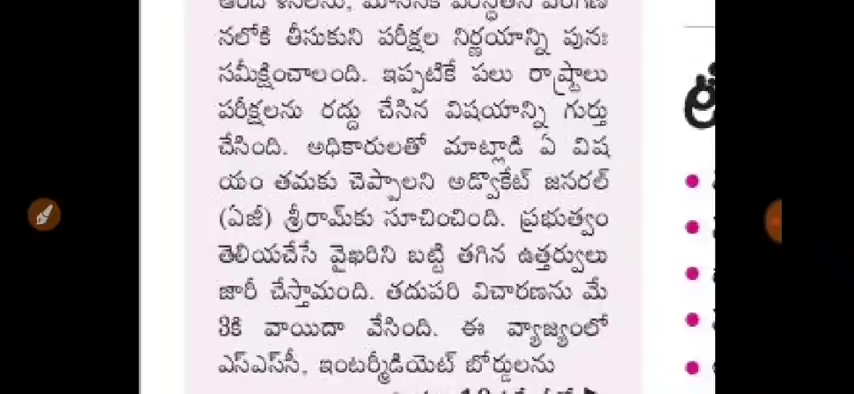 నలోకి తీసుకుని పరీక్షల నిర్ణయాన్ని పునః
సమీక్షించాలంది. ఇప్పటికే పలు రాష్ట్రాలు
పరీక్షలను రద్దు చేసిన విషయాన్ని గుర్తు
చేసింది. అధికారులతో మాట్లాడి ఏ విష
యం తమకు చెప్పాలని అడ్వొకేట్ జనరల్
(ఏజీ) శ్రీరామ్‌కు సూచించింది. ప్రభుత్వం
తెలియచేసే వైఖరిని బట్టి తగిన ఉత్తర్వులు
జారీ చేస్తామంది. తదుపరి విచారణను మే
3కి వాయిదా వేసింది. ఈ వ్యాజ్యంలో
ఎస్ఎస్‌సీ, ఇంటర్మీడియెట్ బోర్డులను